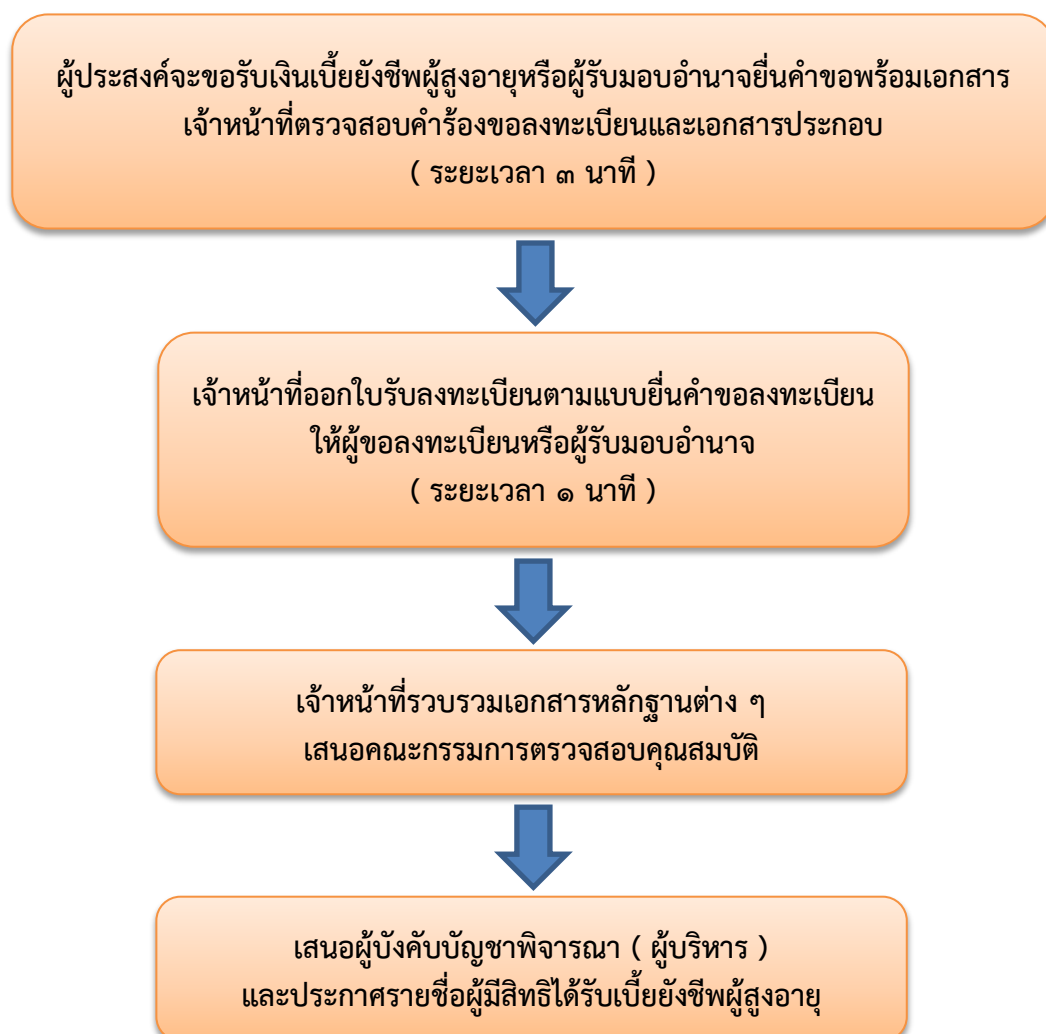 ผู้ประสงค์จะขอรับเงินเบี้ยยังชีพผู้สูงอายุหรือผู้รับมอบอำนาจยื่นคำขอพร้อมเอกสาร
เจ้าหน้าที่ตรวจสอบคำร้องขอลงทะเบียนและเอกสารประกอบ
( ระยะเวลา ๓ นาที )
เจ้าหน้าที่ออกใบรับลงทะเบียนตามแบบยื่นคำขอลงทะเบียน
ให้ผู้ขอลงทะเบียนหรือผู้รับมอบอำนาจ
( ระยะเวลา ๑ นาที )
เจ้าหน้าที่รวบรวมเอกสารหลักฐานต่าง ๆ
เสนอคณะกรรมการตรวจสอบคุณสมบัติ
เสนอผู้บังคับบัญชาพิจารณา ( ผู้บริหาร )
และประกาศรายชื่อผู้มีสิทธิได้รับเบี้ยยังชีพผู้สูงอายุ